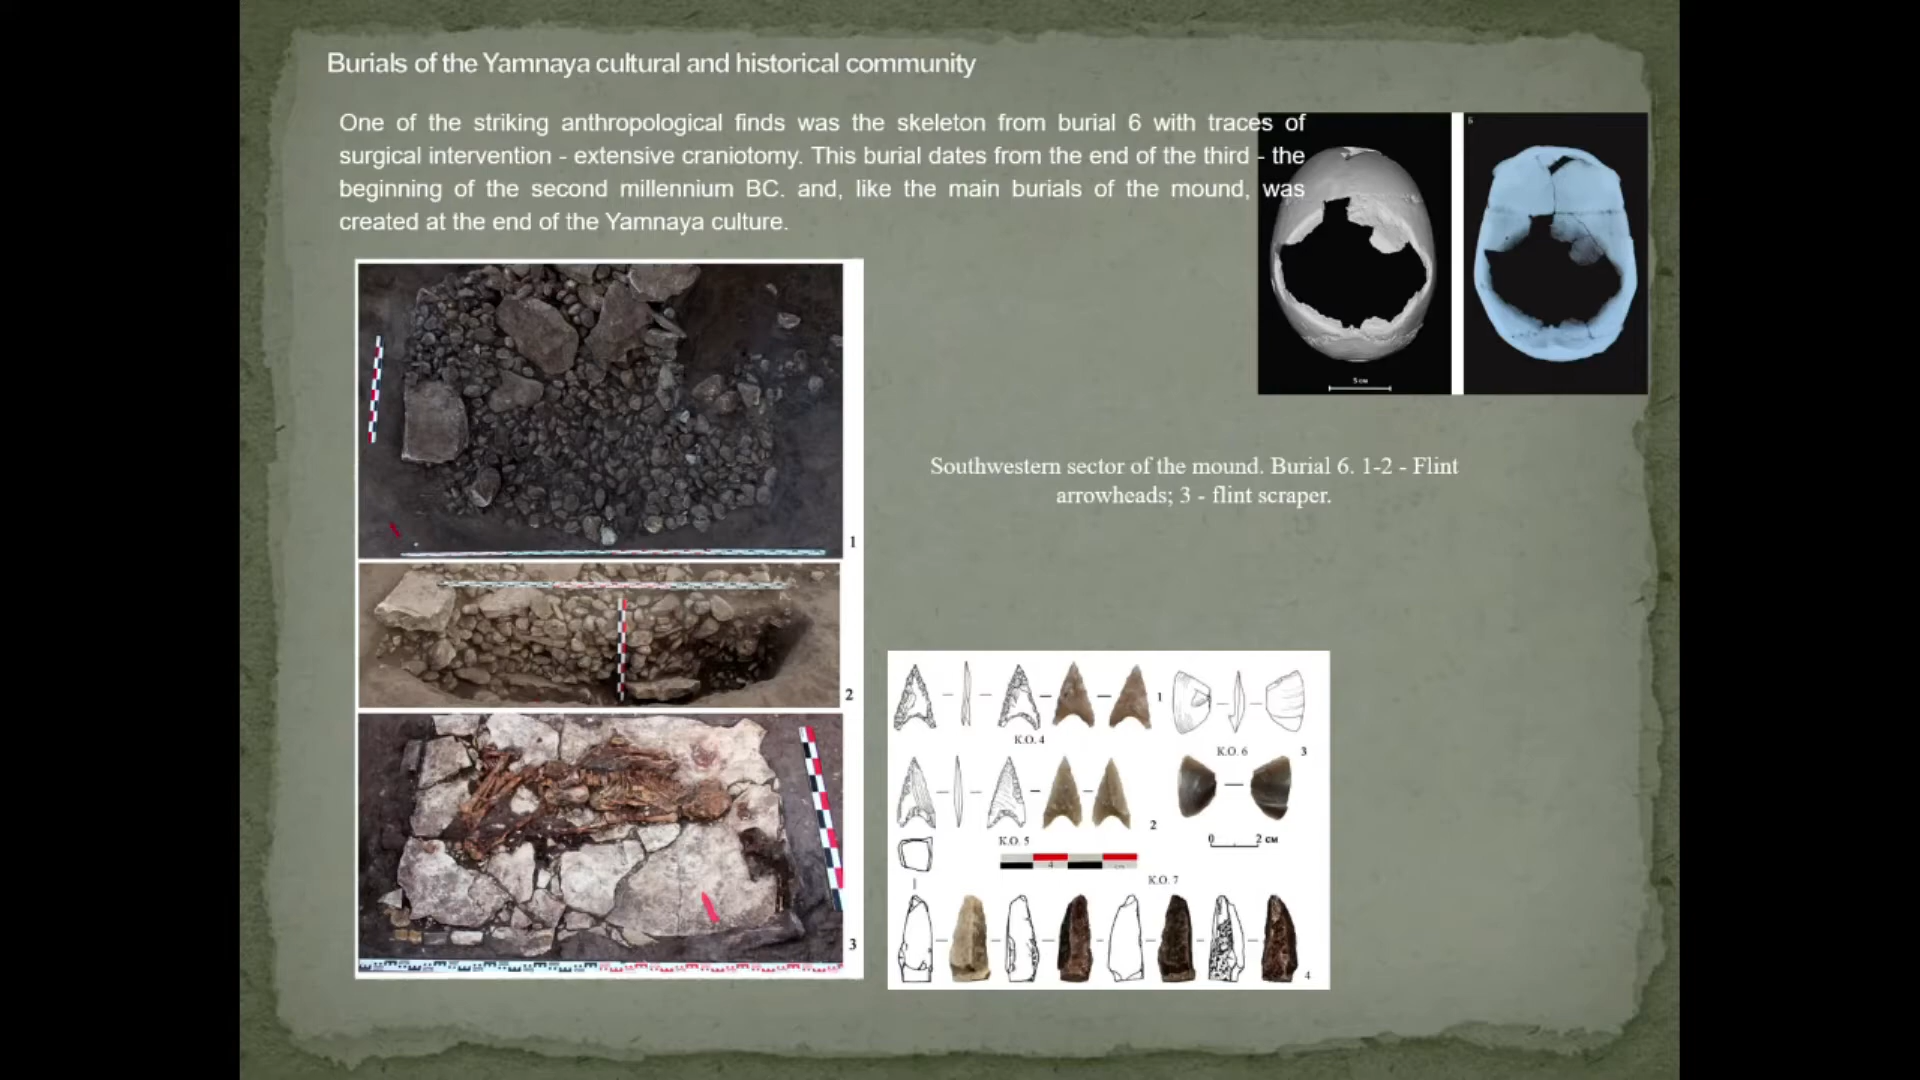 Burials of the Yamnaya cultural and historical community
One of the striking anthropological finds was the skeleton from burial 6 with traces of
surgical intervention - extensive craniotomy. This burial dates from the end of the third - the
beginning of the second millennium BC. and, like the main burials of the mound, was
created at the end of the Yamnaya culture.
Б
5 см
1
2
3
Southwestern sector of the mound. Burial 6. 1-2 - Flint
arrowheads; 3 - flint scraper.
1
К.О. 4
К.О. 6
3
2
К.О. 5
0 2 см
4
К.О. 7
4